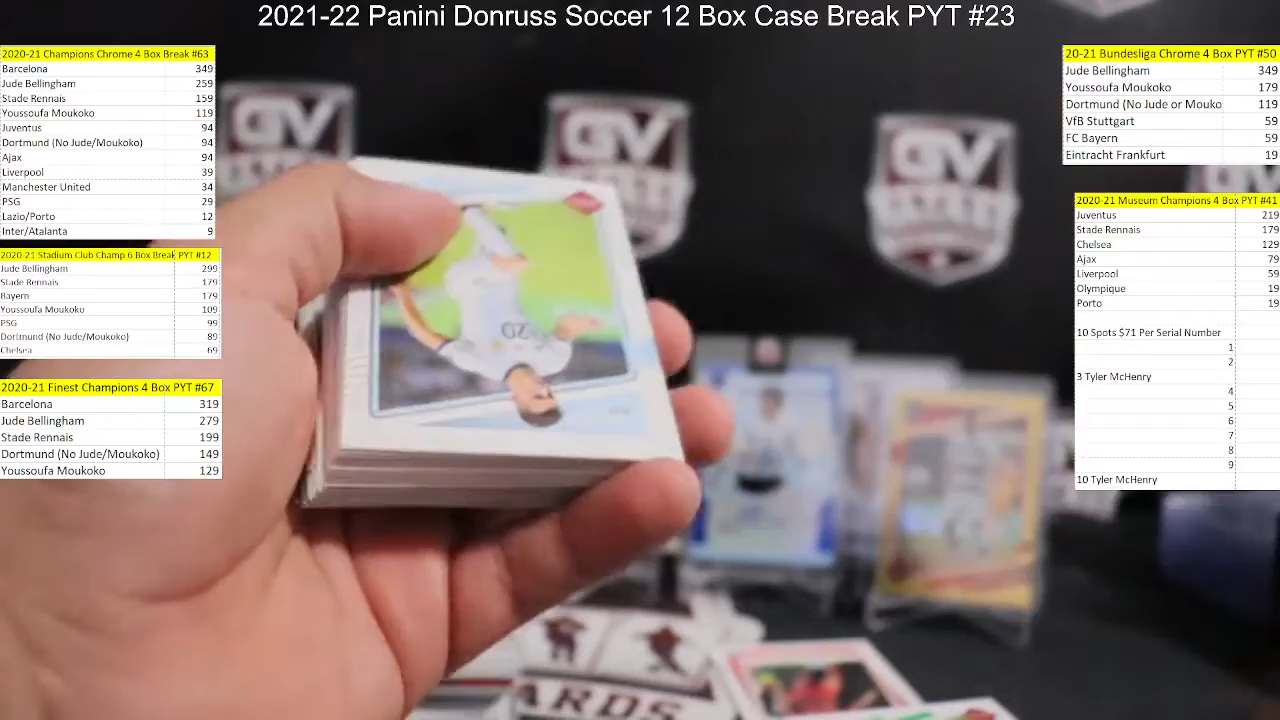 2021-22 Panini Donruss Soccer 12 Box Case Break PYT #23
2020-21 Champions Chrome 4 Box Break #63
Barcelona 349
Jude Bellingham 259
Stade Rennais 159
Youssoufa Moukoko 119
Juventus 94
Dortmund (No Jude/Moukoko) 94
Ajax 94
Liverpool 39
Manchester United 34
PSG 29
Lazio/Porto 12
Inter/Atalanta 9
2020-21 Stadium Club Champ 6 Box Break PYT #12
Jude Bellingham 299
Stade Rennais 179
Bayern 179
Youssoufa Moukoko 109
PSG 99
Dortmund (No Jude/Moukoko) 89
Chelsea 69
2020-21 Finest Champions 4 Box PYT #67
Barcelona 319
Jude Bellingham 279
Stade Rennais 199
Dortmund (No Jude/Moukoko) 149
Youssoufa Moukoko 129
20-21 Bundesliga Chrome 4 Box PYT #50
Jude Bellingham 349
Youssoufa Moukoko 179
Dortmund (No Jude or Mouko 119
VfB Stuttgart 59
FC Bayern 59
Eintracht Frankfurt 19
2020-21 Museum Champions 4 Box PYT #41
Juventus 219
Stade Rennais 179
Chelsea 129
Ajax 79
Liverpool 59
Olympique 19
Porto 19
10 Spots $71 Per Serial Number
1
2
3 Tyler McHenry
4
5
6
7
8
9
10 Tyler McHenry
GV
GV
GV
20
ARDS